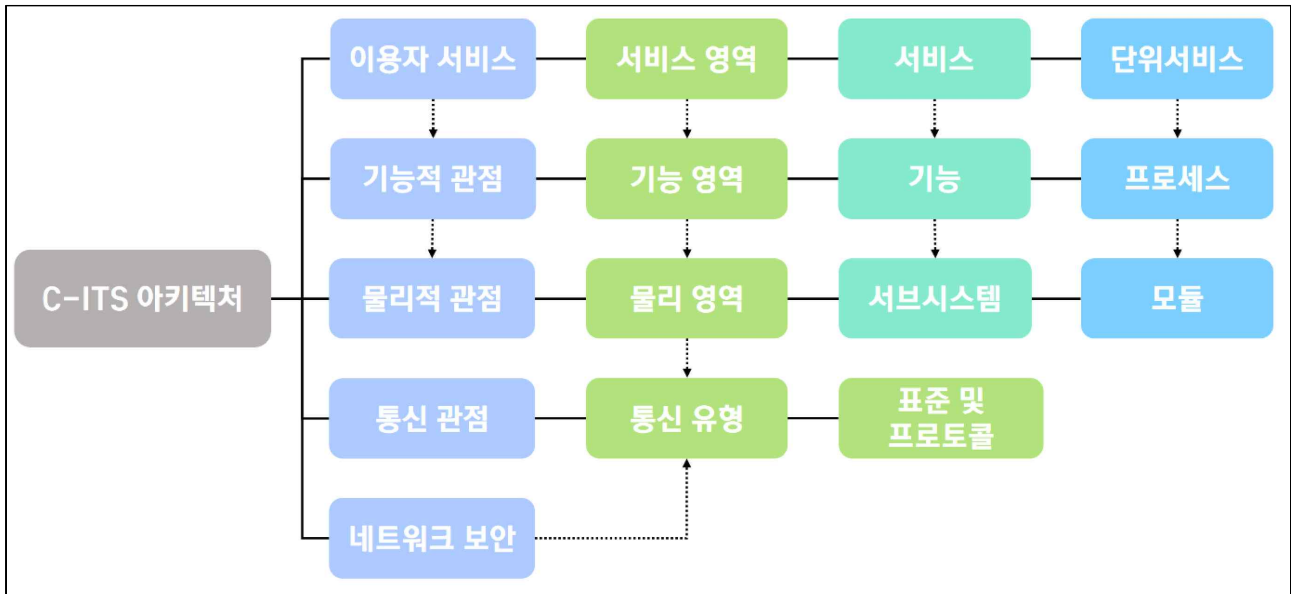 이용자 서비스
서비스 영역
서비스
단위서비스
기능적 관점
기능 영역
기능
프로세스
C-ITS 아키텍처
물리적 관점
물리 영역
서브시스템
모듈
통신 관점
통신 유형
표준 및
프로토콜
네트워크 보안